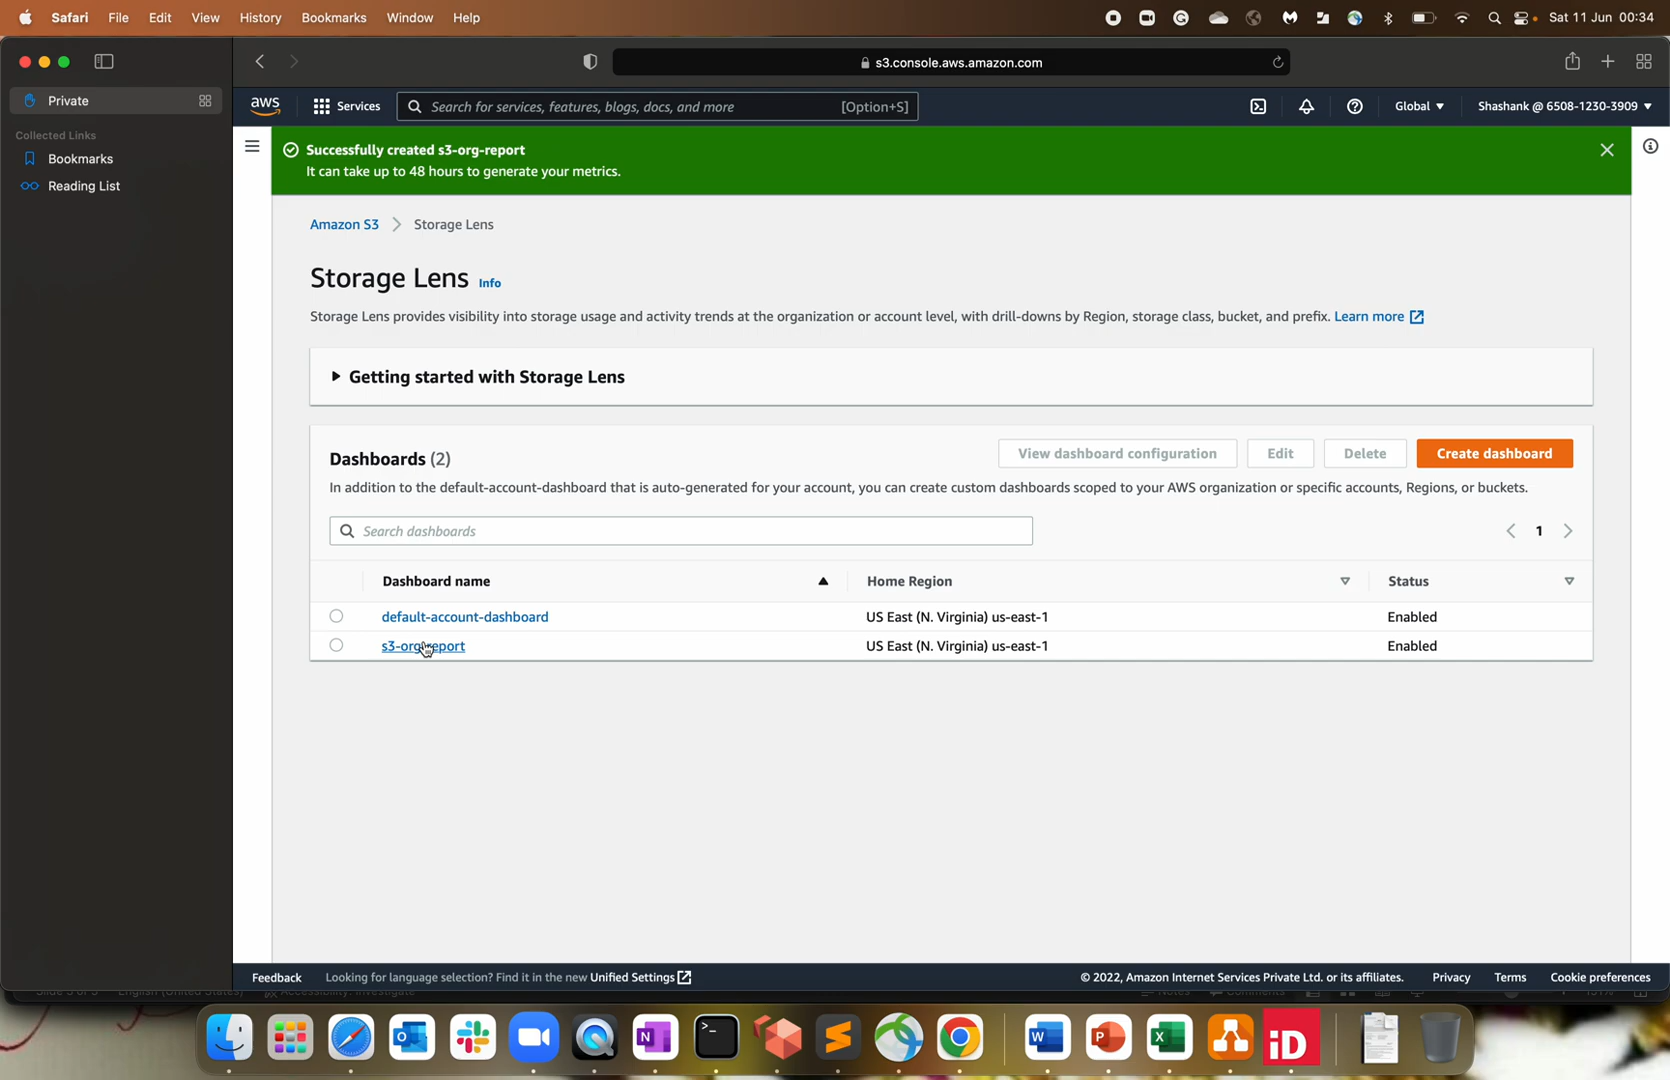 Safari File Edit View History Bookmarks Window Help Sat 11 Jun 00:34
s3.console.aws.amazon.com
Private
Collected Links
Bookmarks
Reading List
aws Services Search for services, features, blogs, docs, and more [Option+S] Global Shashank @ 6508-1230-3909
Successfully created s3-org-report
It can take up to 48 hours to generate your metrics.
Amazon S3 Storage Lens
Storage Lens Info
Storage Lens provides visibility into storage usage and activity trends at the organization or account level, with drill-downs by Region, storage class, bucket, and prefix. Learn more
Getting started with Storage Lens
Dashboards (2) View dashboard configuration Edit Delete Create dashboard
In addition to the default-account-dashboard that is auto-generated for your account, you can create custom dashboards scoped to your AWS organization or specific accounts, Regions, or buckets.
Search dashboards 1
Dashboard name Home Region Status
default-account-dashboard US East (N. Virginia) us-east-1 Enabled
s3-org-report US East (N. Virginia) us-east-1 Enabled
Feedback Looking for language selection? Find it in the new Unified Settings © 2022, Amazon Internet Services Private Ltd. or its affiliates. Privacy Terms Cookie preferences
N W P X iD